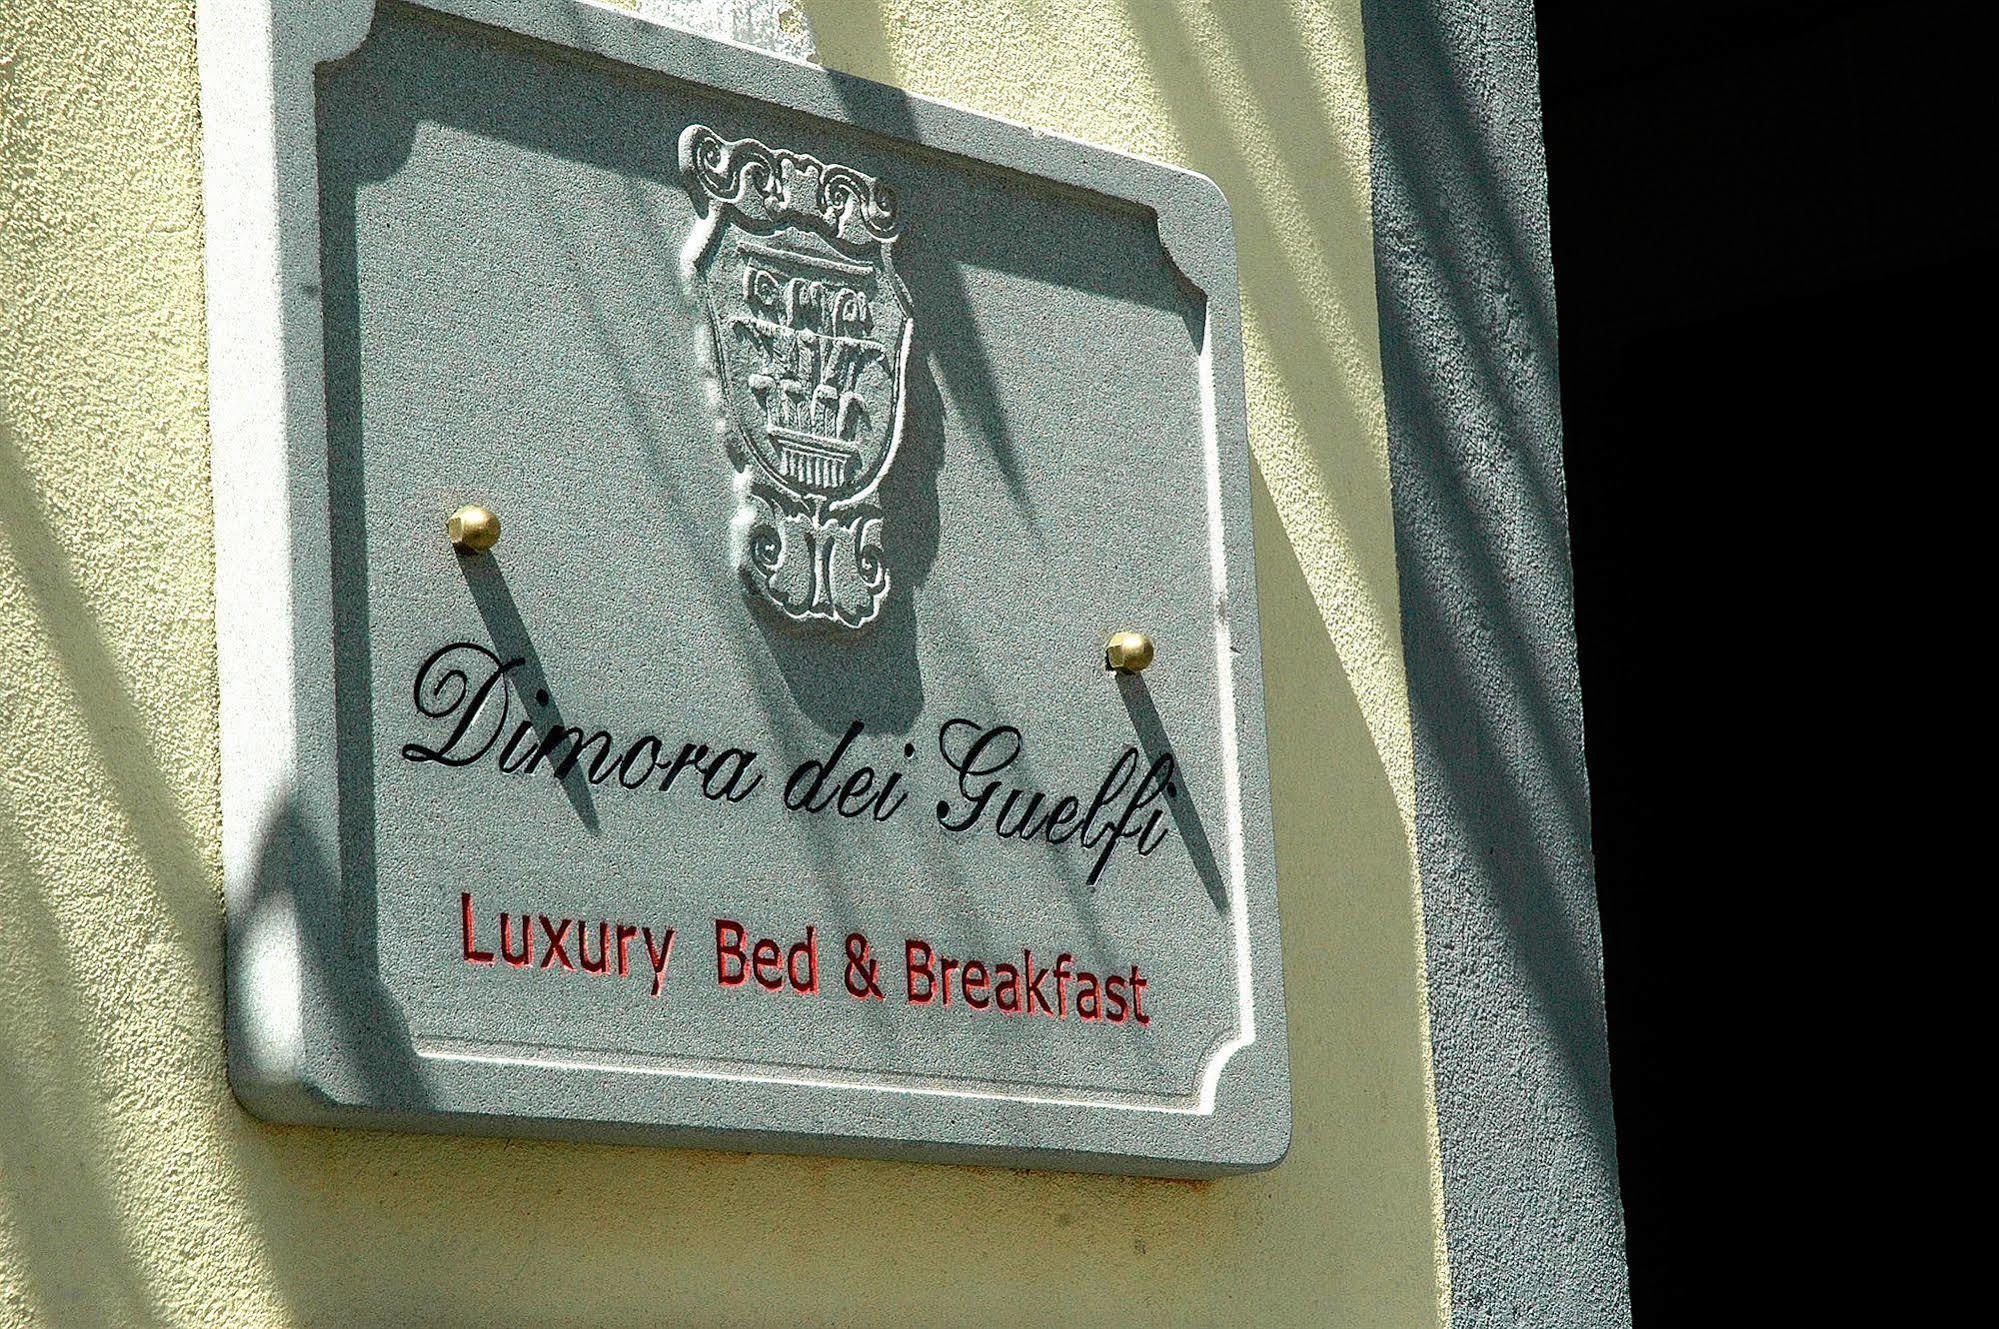 Dimora dei Guelfi
Luxury Bed & Breakfast